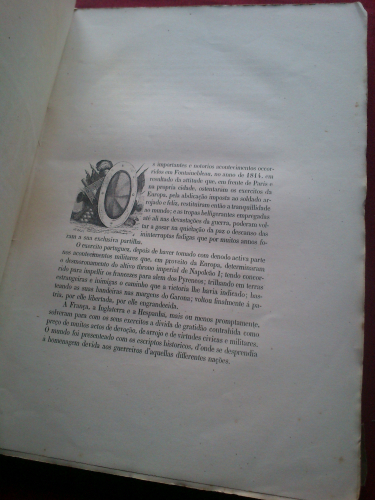 Os importantes e notorios acontecimentos occor-
ridos em Fontainebleau, no anno de 1814, em
resultado da attitude que, em frente de Paris e
na propria cidade, ostentaram os exercitos da
Europa, pela abdicação imposta ao soldado ar-
rojado e feliz, restituiram então a tranquillidade
ao mundo; e as tropas belligerantes empregadas
até ali nas devastações da guerra, puderam vol-
tar a gosar na quietação da paz o descanso das
ninterruptas fadigas que por muitos annos fo-
ram a sua exclusiva partilha.
O exercito portuguez, depois de haver tomado com denodo activa parte
nos acontecimentos militares que, em proveito da Europa, determinaram
o desmoronamento do altivo throno imperial de Napoleão I; tendo concor-
rido para impellir os francezes para alem dos Pyreneos; trilhando em terras
estrangeiras e inimigas o caminho que a victoria lhe havia indicado; has-
teando as suas bandeiras nas margens do Garona; voltou finalmente á pa-
tria, por elle libertada, por elle engrandecida.
A França, a Inglaterra e a Hespanha, mais ou menos promptamente,
solveram para com os seus exercitos a divida de gratidão contrahida como
preço de muitos actos de devoção, de arrojo e de virtudes civicas e militares.
O mundo foi presenteado com os escriptos historicos, d'onde se desprendia
a homenagem devida aos guerreiros d'aquellas differentes nações.